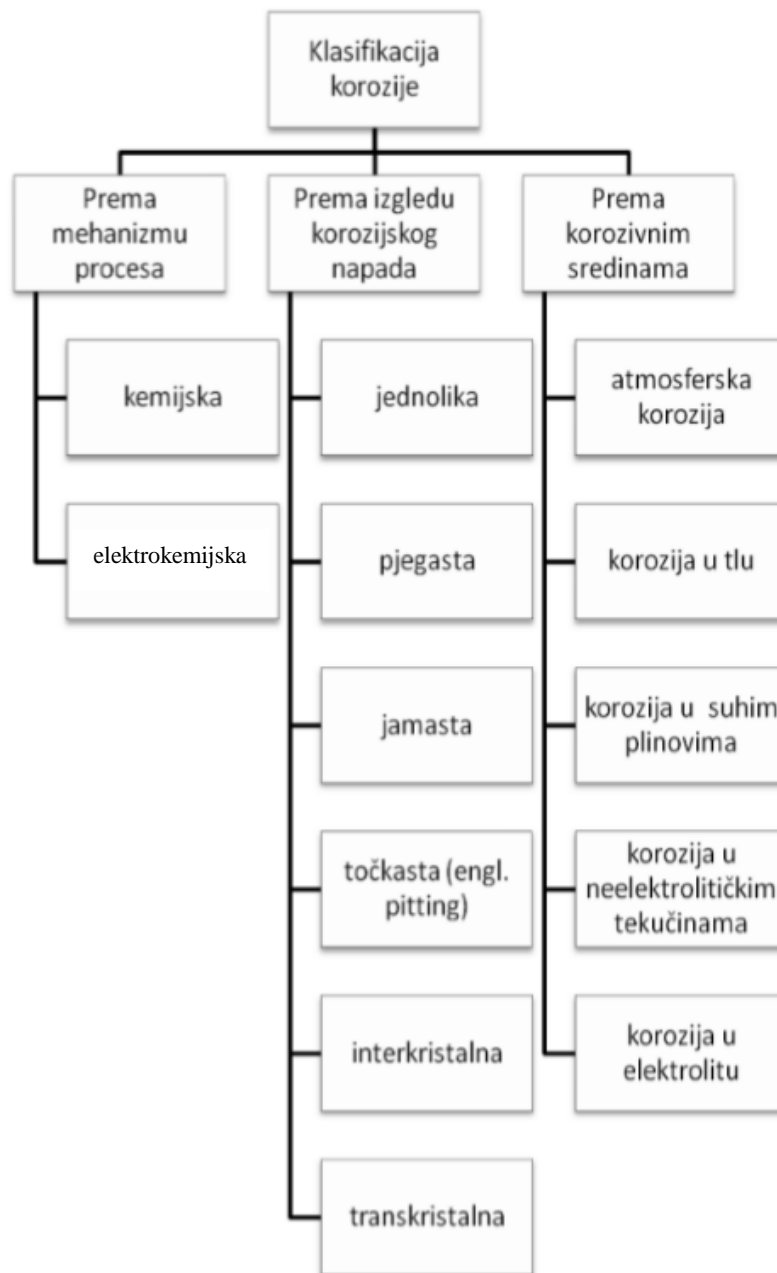 Klasifikacija
korozije
Prema
mehanizmu
procesa
kemijska
elektrokemijska
Prema izgledu
korozijskog
napada
jednolika
pjegasta
jamasta
točkasta (engl.
pitting)
interkristalna
transkristalna
Prema
korozivnim
sredinama
atmosferska
korozija
korozija u tlu
korozija u suhim
plinovima
korozija u
neelektrolitičkim
tekučinama
korozija u
elektrolitu